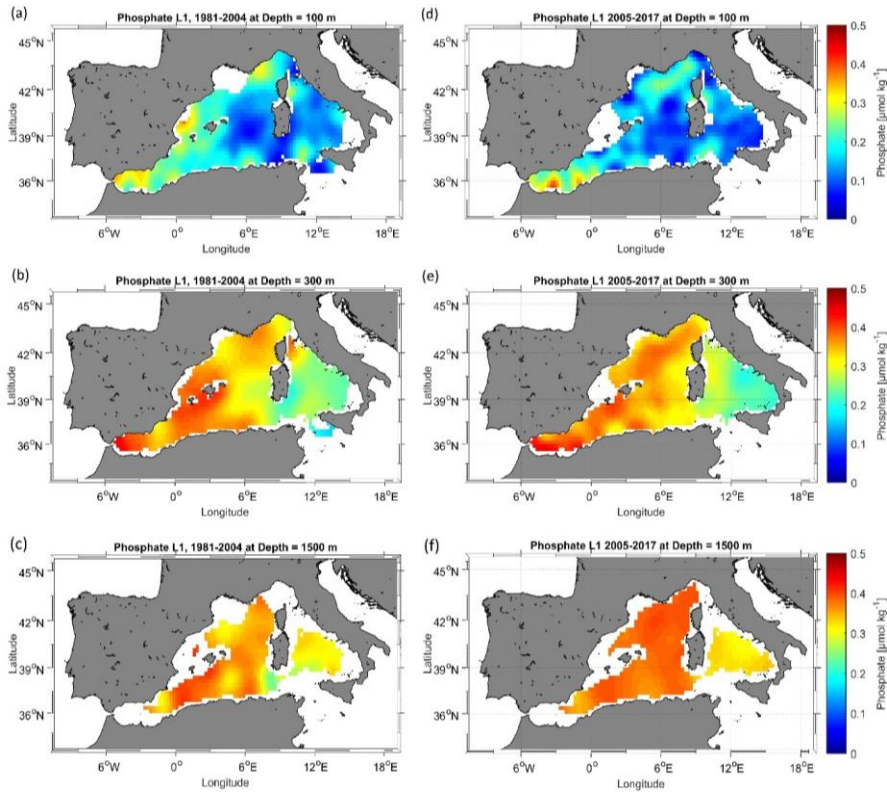 (a)
Phosphate L1, 1981-2004 at Depth = 100 m
45°N
42°N
39°N
36°N
Latitude
6°W
0°
6°E
12°E
18°E
Longitude
(d)
Phosphate L1 2005-2017 at Depth = 100 m
45°N
42°N
39°N
36°N
Latitude
6°W
0°
6°E
12°E
18°E
Longitude
0.5
0.4
0.3
0.2
0.1
0
Phosphate [μmol kg⁻¹]
(b)
Phosphate L1, 1981-2004 at Depth = 300 m
45°N
42°N
39°N
36°N
Latitude
6°W
0°
6°E
12°E
18°E
Longitude
(e)
Phosphate L1 2005-2017 at Depth = 300 m
45°N
42°N
39°N
36°N
Latitude
6°W
0°
6°E
12°E
18°E
Longitude
0.5
0.4
0.3
0.2
0.1
0
Phosphate [μmol kg⁻¹]
(c)
Phosphate L1, 1981-2004 at Depth = 1500 m
45°N
42°N
39°N
36°N
Latitude
6°W
0°
6°E
12°E
18°E
Longitude
(f)
Phosphate L1 2005-2017 at Depth = 1500 m
45°N
42°N
39°N
36°N
Latitude
6°W
0°
6°E
12°E
18°E
Longitude
0.5
0.4
0.3
0.2
0.1
0
Phosphate [μmol kg⁻¹]